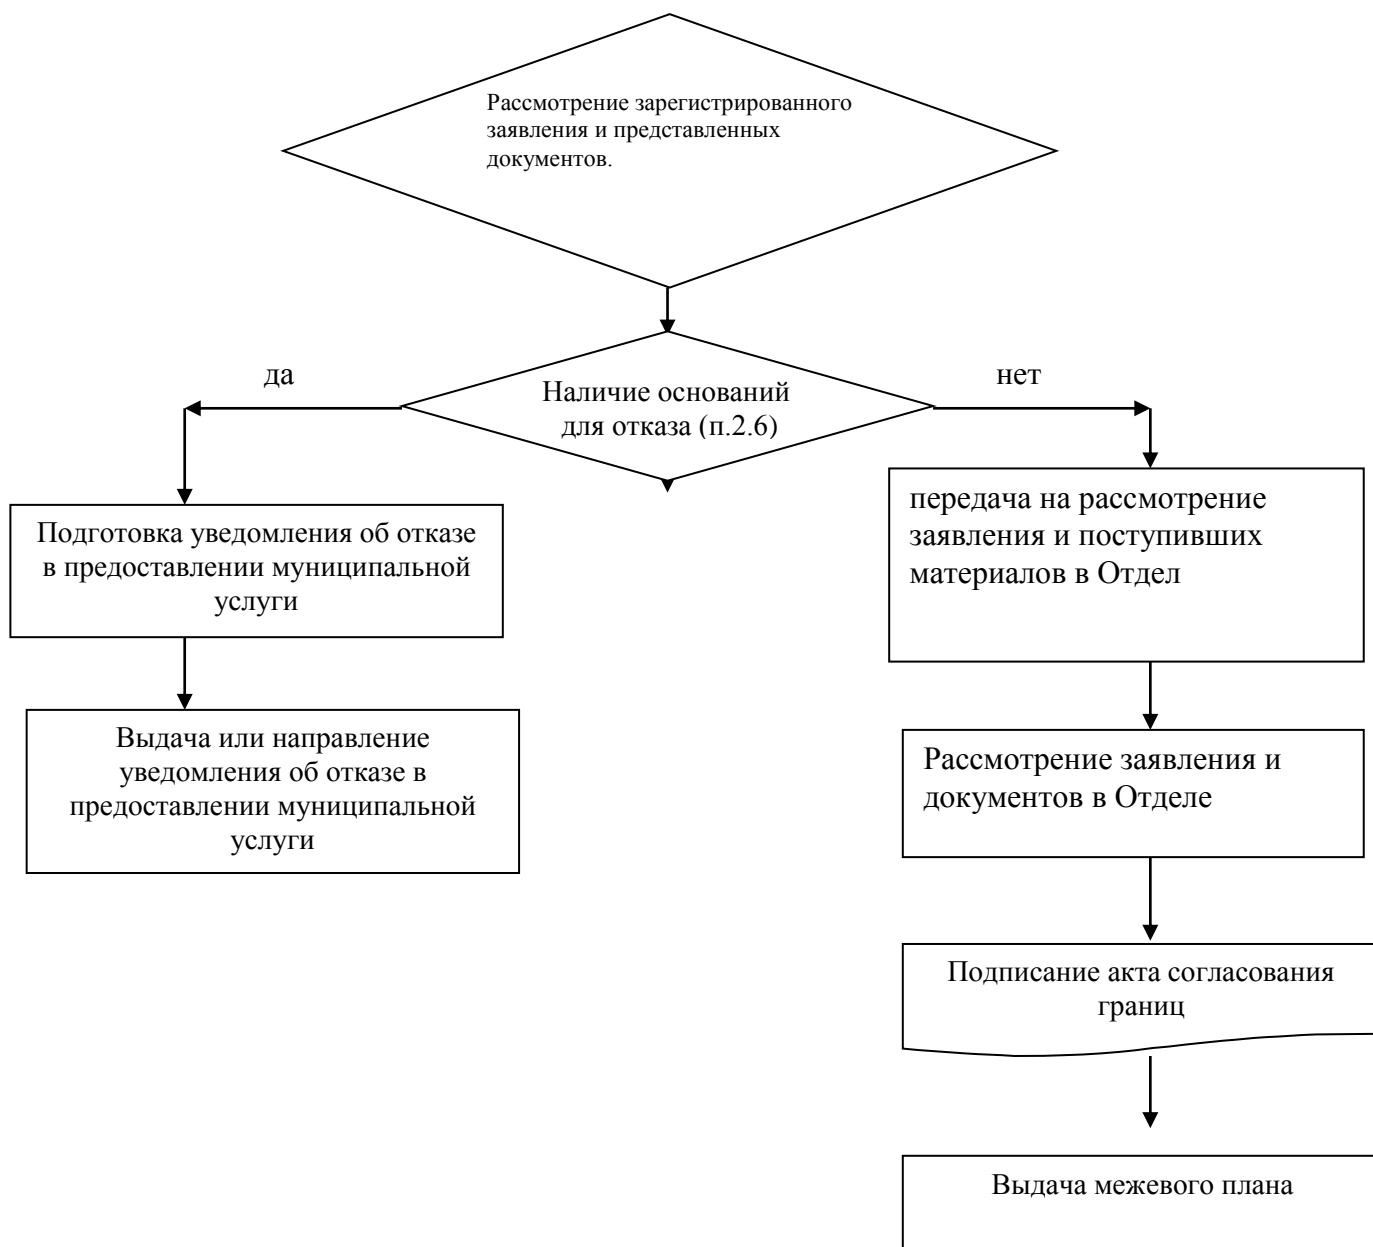 Рассмотрение зарегистрированного
заявления и представленных
документов.
да
Наличие оснований
для отказа (п.2.6)
нет
Подготовка уведомления об отказе
в предоставлении муниципальной
услуги
Выдача или направление
уведомления об отказе в
предоставлении муниципальной
услуги
передача на рассмотрение
заявления и поступивших
материалов в Отдел
Рассмотрение заявления и
документов в Отделе
Подписание акта согласования
границ
Выдача межевого плана